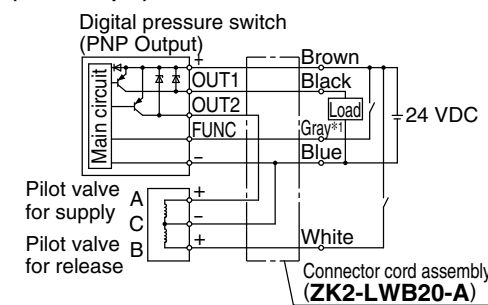 Digital pressure switch
(PNP Output)
Main circuit
+
OUT1
OUT2
FUNC
−
Brown
Black
Load
Gray*1
Blue
24 VDC
Pilot valve
for supply
A
C
B
+
−
+
Pilot valve
for release
White
Connector cord assembly
(ZK2-LWB20-A)